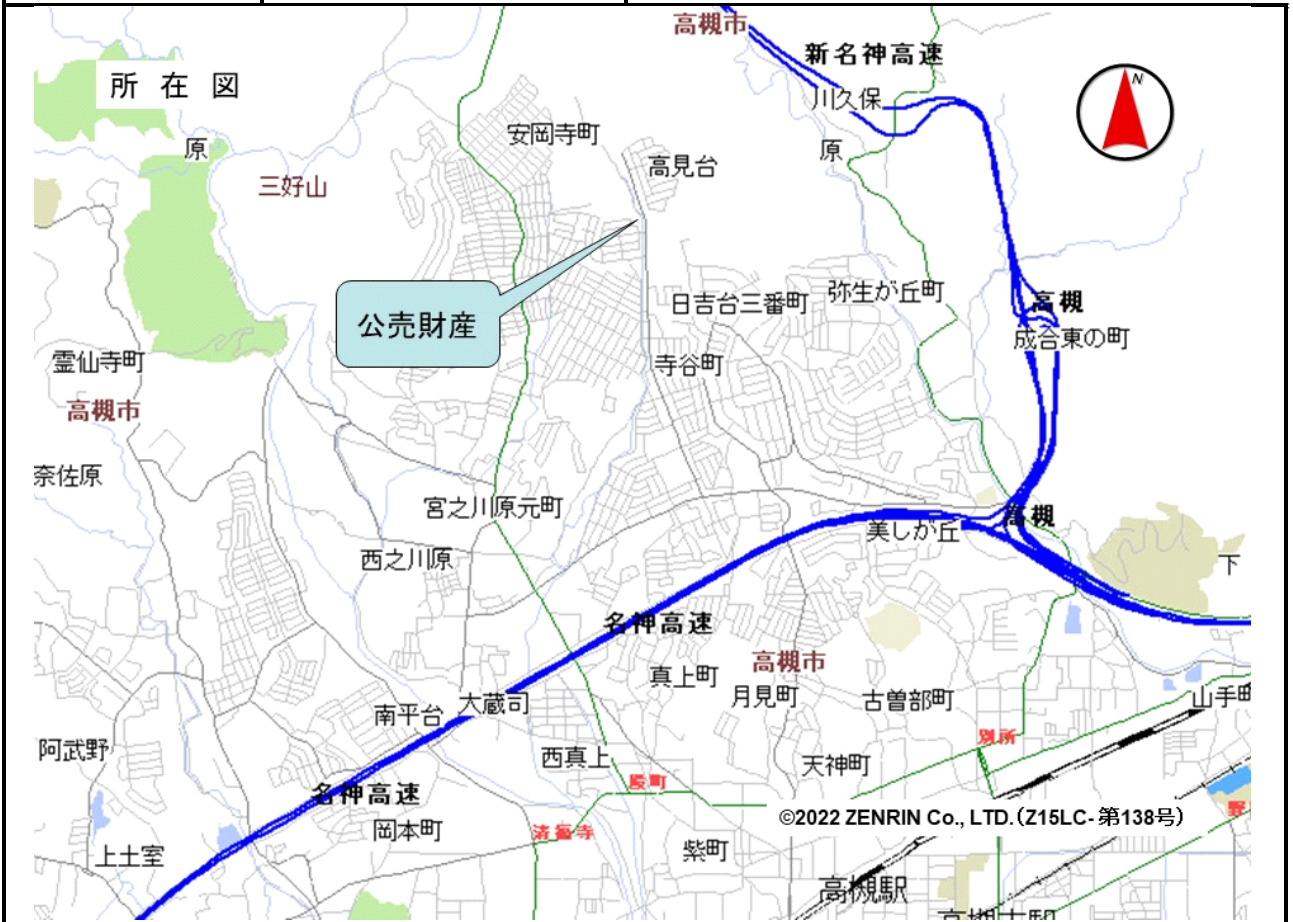 高槻市
新名神高速
所在図
川久保
N
安岡寺町
原
原
高見台
三好山
公売財産
日吉台三番町
弥生が丘町
高槻
成合東の町
霊仙寺町
寺谷町
高槻市
奈佐原
宮之川原元町
高槻
美しが丘
西之川原
下
名神高速
高槻市
真上町
月見町
古曽部町
山手町
大蔵司
南平台
別所
阿武野
西真上
天神町
殿町
名神高速
©2022 ZENRIN Co., LTD.(Z15LC-第138号)
岡本町
済福寺
野
上土室
紫町
高槻駅
高槻市駅